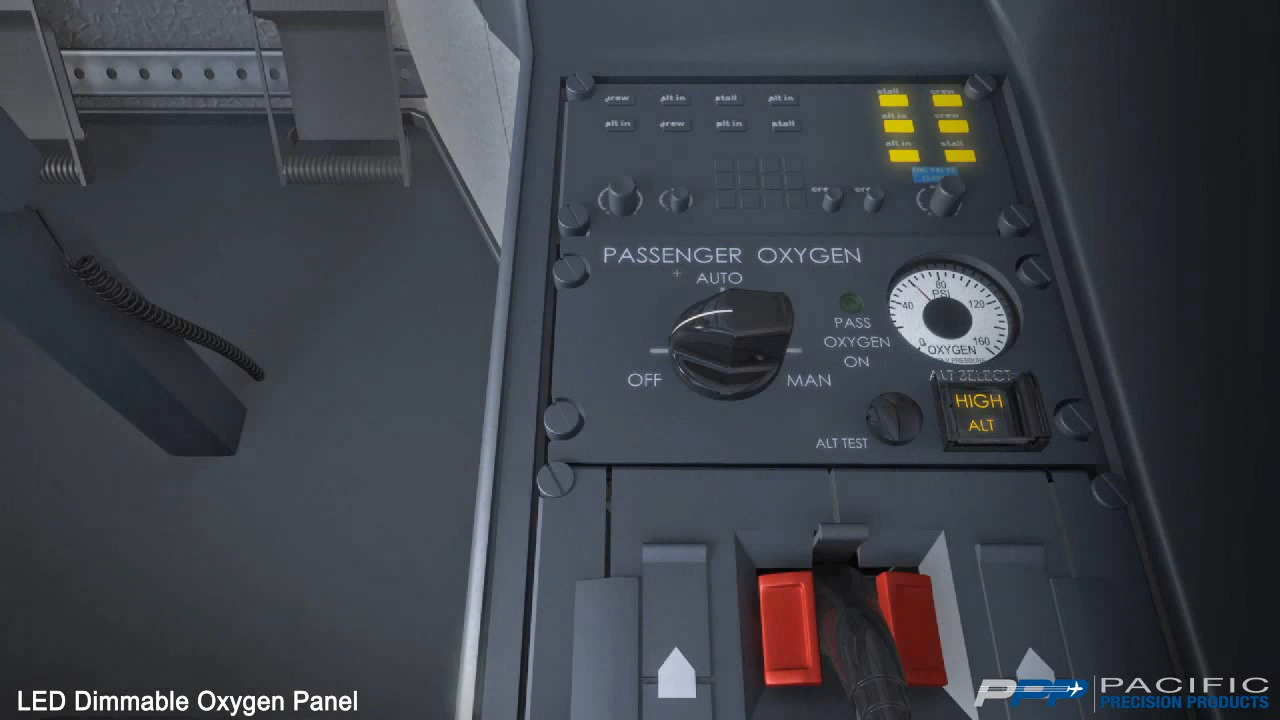 crew alt in stall alt in
alt in crew alt in stall
stall crew
alt in crew
alt in stall
PASSENGER OXYGEN
AUTO
OFF
MAN
PASS
OXYGEN
ON
40
80
PSI
120
0
160
OXYGEN
ALT SELECT
HIGH
ALT
ALT TEST
LED Dimmable Oxygen Panel
PPP PACIFIC
PRECISION PRODUCTS